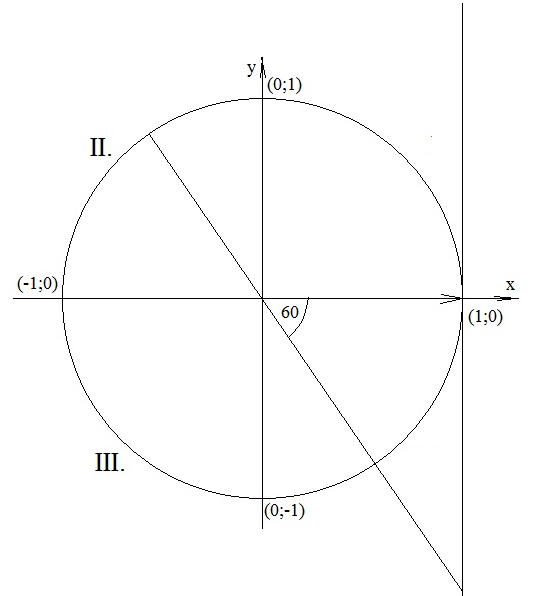 y
(0;1)
II.
(-1;0)
x
60
(1;0)
III.
(0;-1)